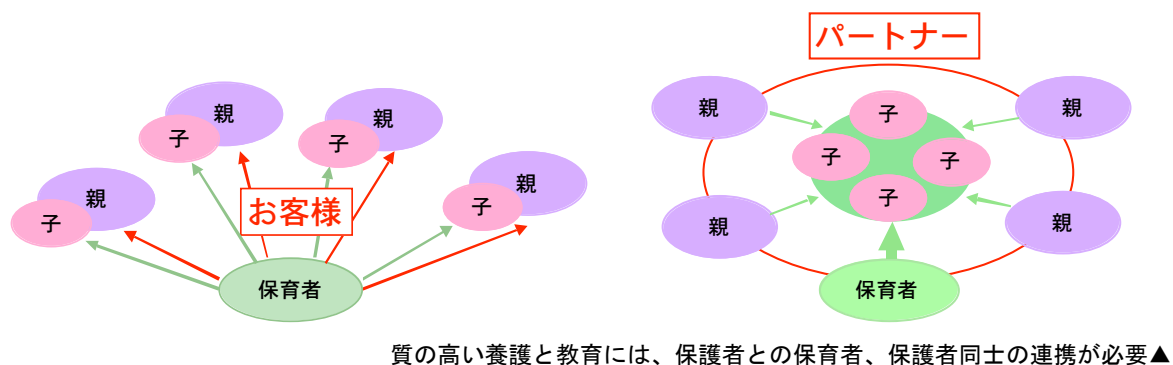 パートナー
親
子
親
子
親
子
親
子
お客様
保育者
親
親
子
子
子
子
親
親
保育者
質の高い養護と教育には、保護者との保育者、保護者同士の連携が必要▲